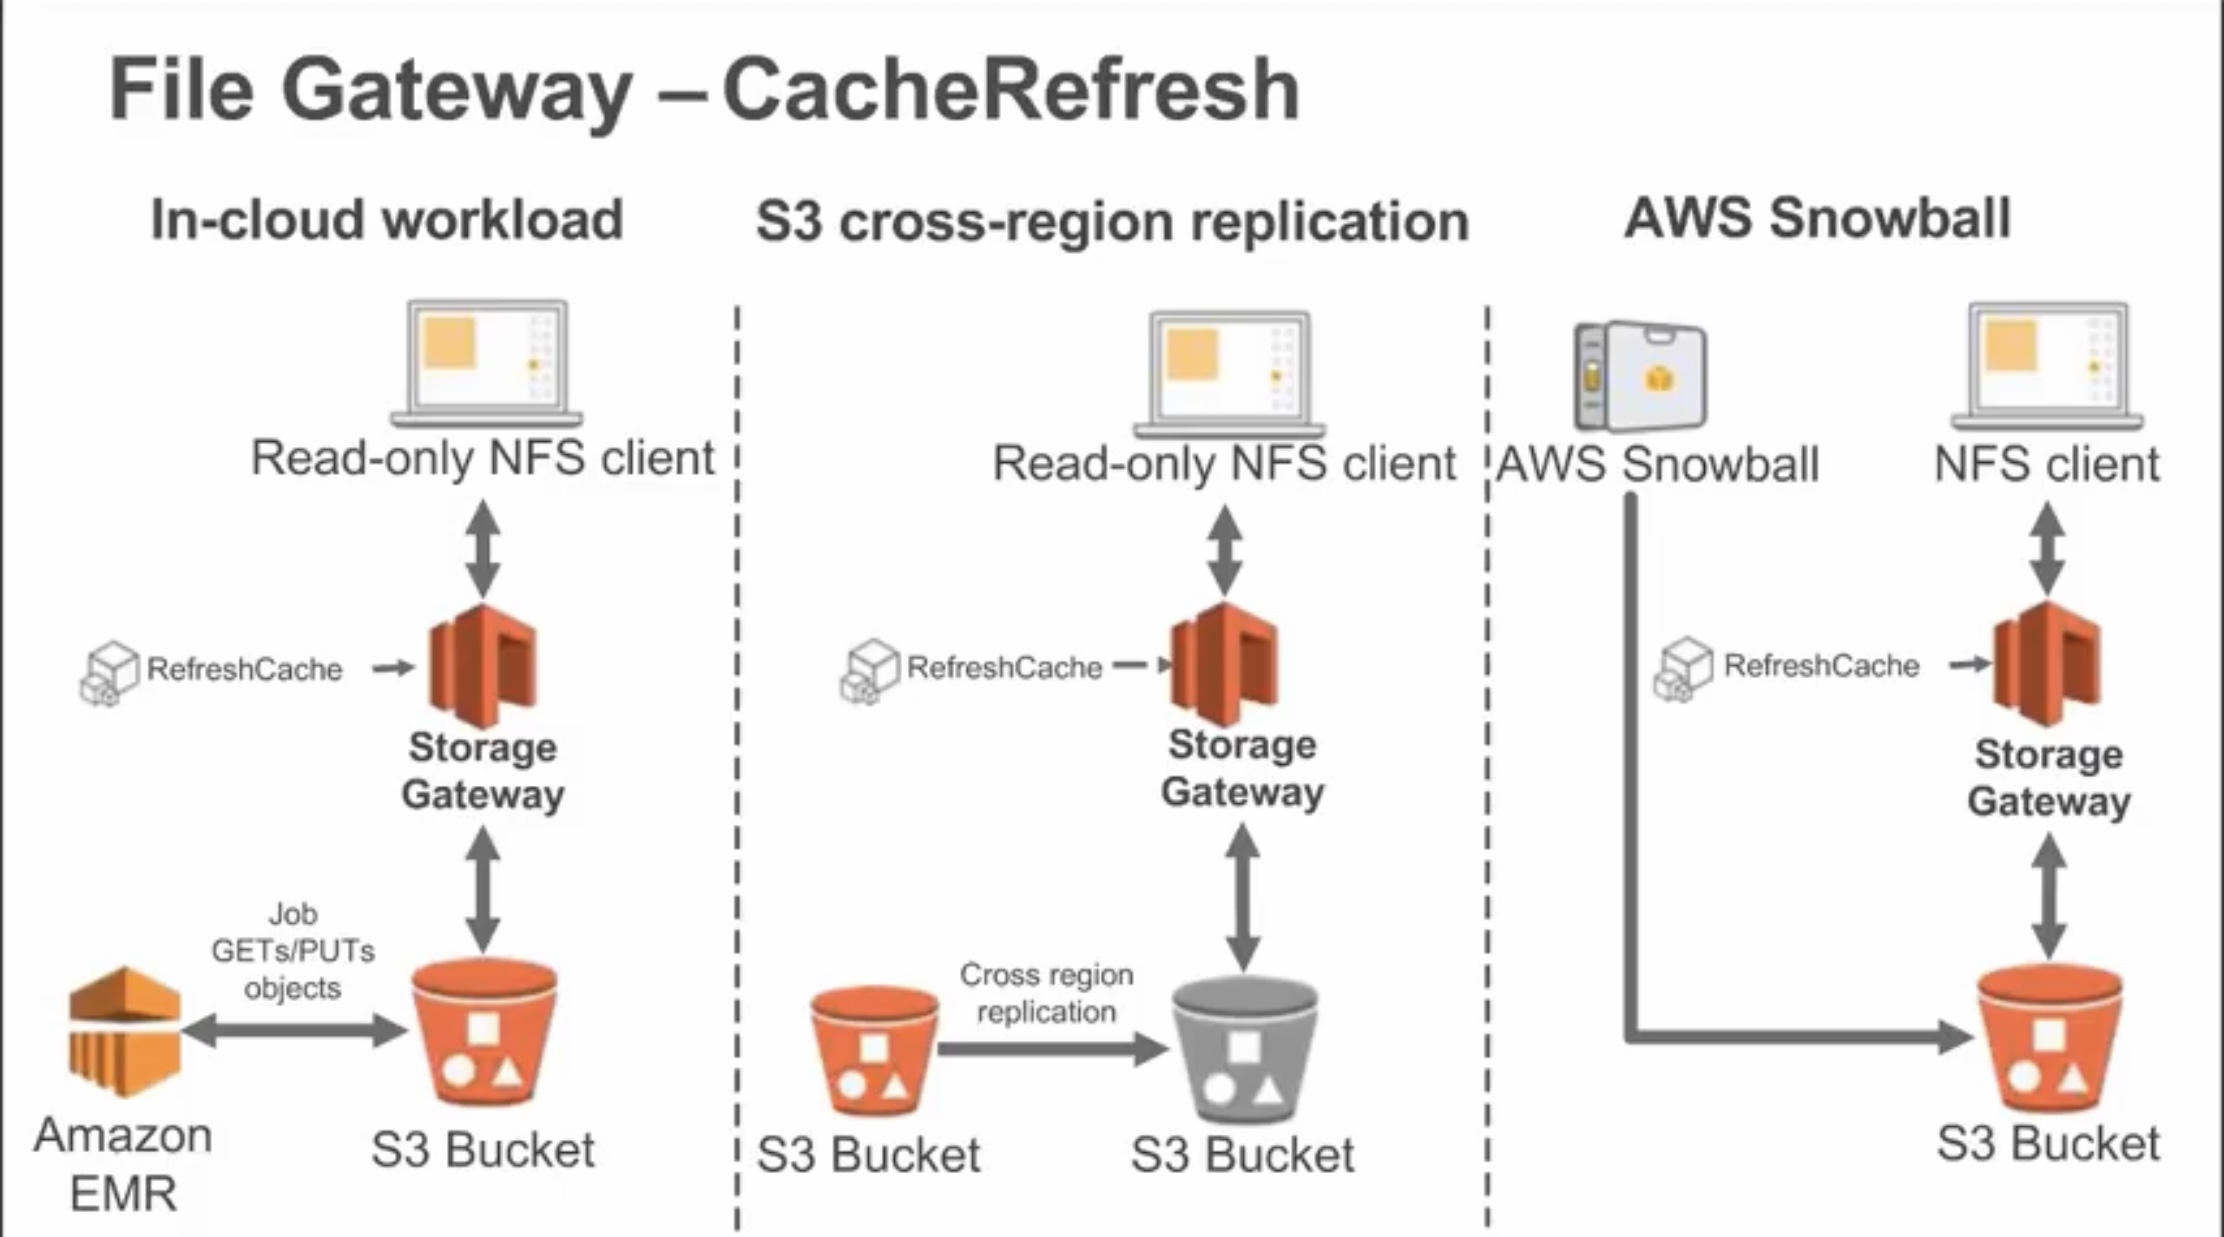 File Gateway – CacheRefresh
In-cloud workload
Read-only NFS client
RefreshCache
Storage
Gateway
Job
GETs/PUTs
objects
Amazon
EMR
S3 Bucket
S3 cross-region replication
Read-only NFS client
RefreshCache
Storage
Gateway
Cross region
replication
S3 Bucket
S3 Bucket
AWS Snowball
AWS Snowball
NFS client
RefreshCache
Storage
Gateway
S3 Bucket